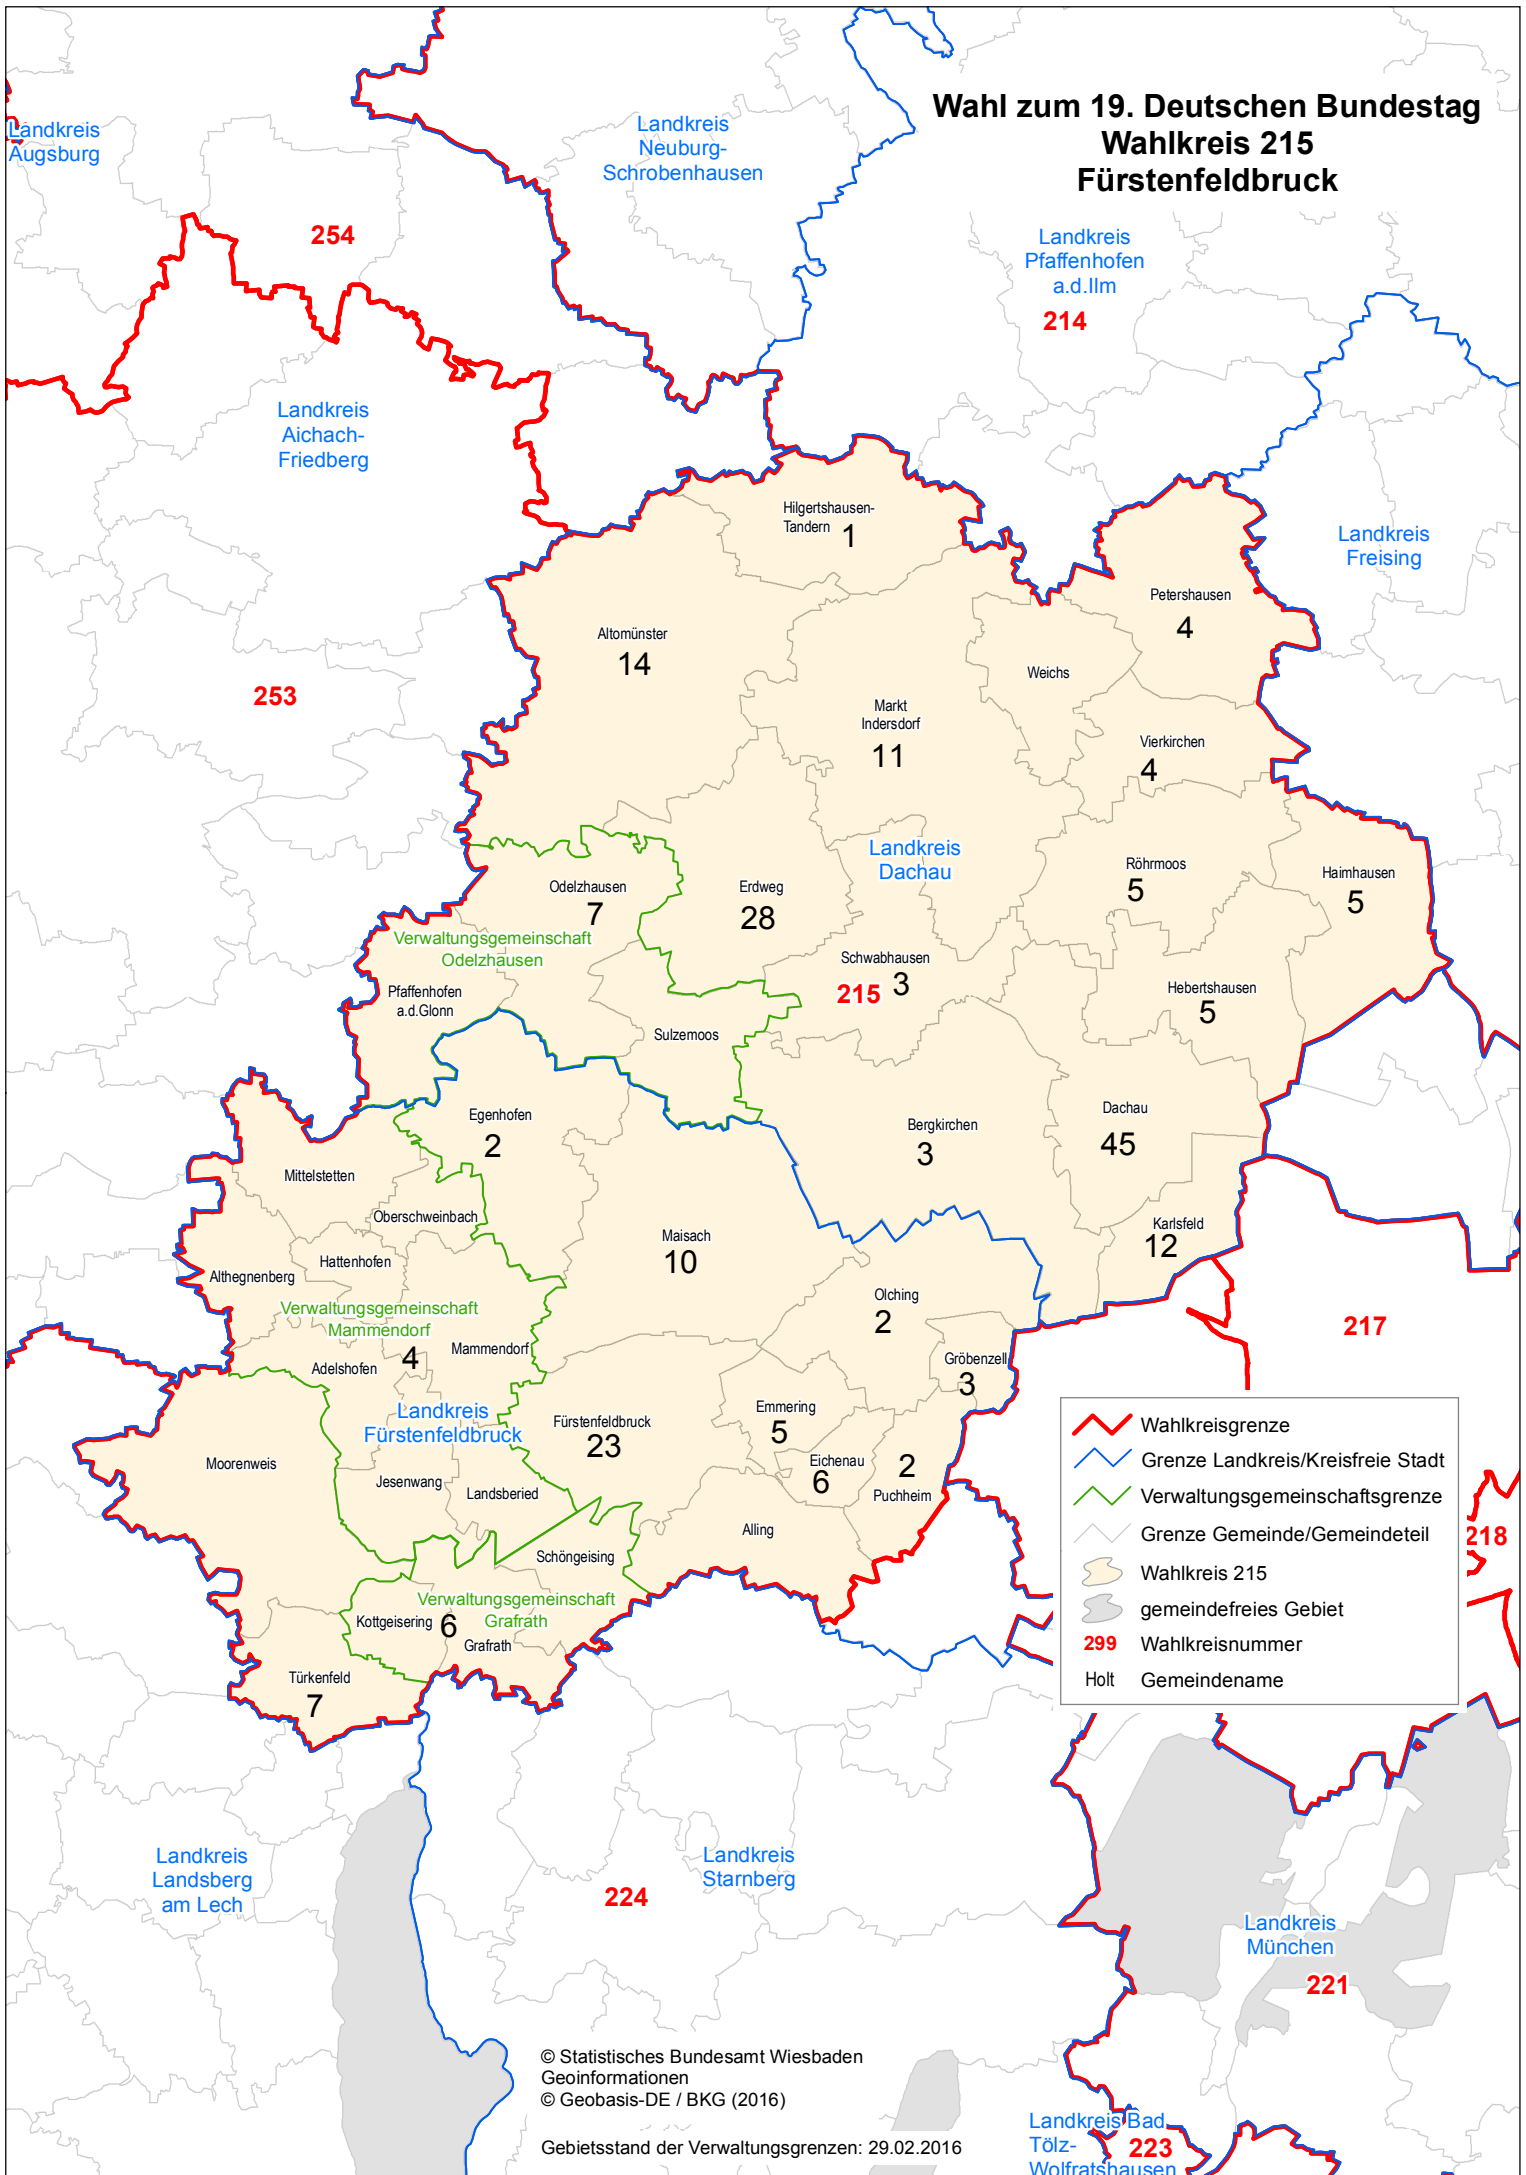 Wahl zum 19. Deutschen Bundestag
Wahlkreis 215
Fürstenfeldbruck
Landkreis
Augsburg
Landkreis
Neuburg-
Schrobenhausen
254
Landkreis
Pfaffenhofen
a.d.Ilm
214
Landkreis
Aichach-
Friedberg
Landkreis
Freising
Hilgertshausen-
Tandern
1
Petershausen
4
Altomünster
14
Weichs
253
Markt
Indersdorf
11
Vierkirchen
4
Landkreis
Dachau
Röhrmoos
5
Haimhausen
5
Odelzhausen
7
Erdweg
28
Verwaltungsgemeinschaft
Odelzhausen
Schwabhausen
3
215
Pfaffenhofen
a.d.Glonn
Hebertshausen
5
Sulzemoos
Egenhofen
2
Bergkirchen
3
Dachau
45
Mittelstetten
Oberschweinbach
Maisach
10
Karlsfeld
12
Hattenhofen
Althegnenberg
Verwaltungsgemeinschaft
Mammendorf
Olching
2
217
Mammendorf
4
Adelshofen
Gröbenzell
3
Landkreis
Fürstenfeldbruck
Fürstenfeldbruck
23
Emmering
5
Eichenau
6
2
Puchheim
Moorenweis
Jesenwang
Landsberied
Alling
Schöngeising
Verwaltungsgemeinschaft
Grafrath
Kottgeisering
6
Grafrath
Türkenfeld
7
Wahlkreisgrenze
Grenze Landkreis/Kreisfreie Stadt
Verwaltungsgemeinschaftsgrenze
Grenze Gemeinde/Gemeindeteil
Wahlkreis 215
gemeindefreies Gebiet
299 Wahlkreisnummer
Holt Gemeindename
218
Landkreis
Landsberg
am Lech
Landkreis
Starnberg
224
Landkreis
München
221
© Statistisches Bundesamt Wiesbaden
Geoinformationen
© Geobasis-DE / BKG (2016)
Gebietsstand der Verwaltungsgrenzen: 29.02.2016
Landkreis Bad
Tölz-
Wolfratshausen
223